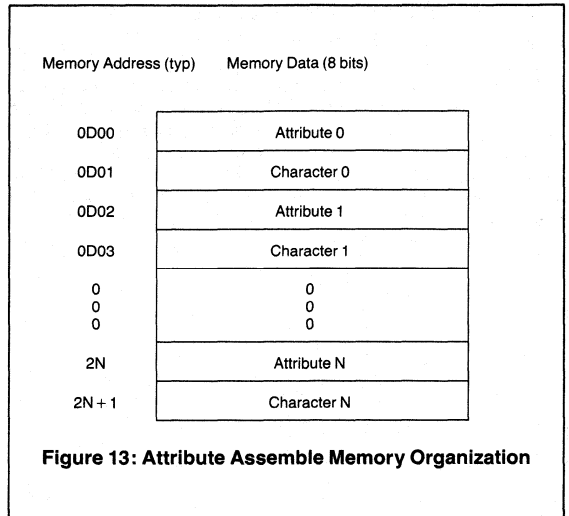 Memory Address (typ) Memory Data (8 bits)
0D00 Attribute 0
0D01 Character 0
0D02 Attribute 1
0D03 Character 1
0 0
0 0
0 0
2N Attribute N
2N + 1 Character N
Figure 13: Attribute Assemble Memory Organization